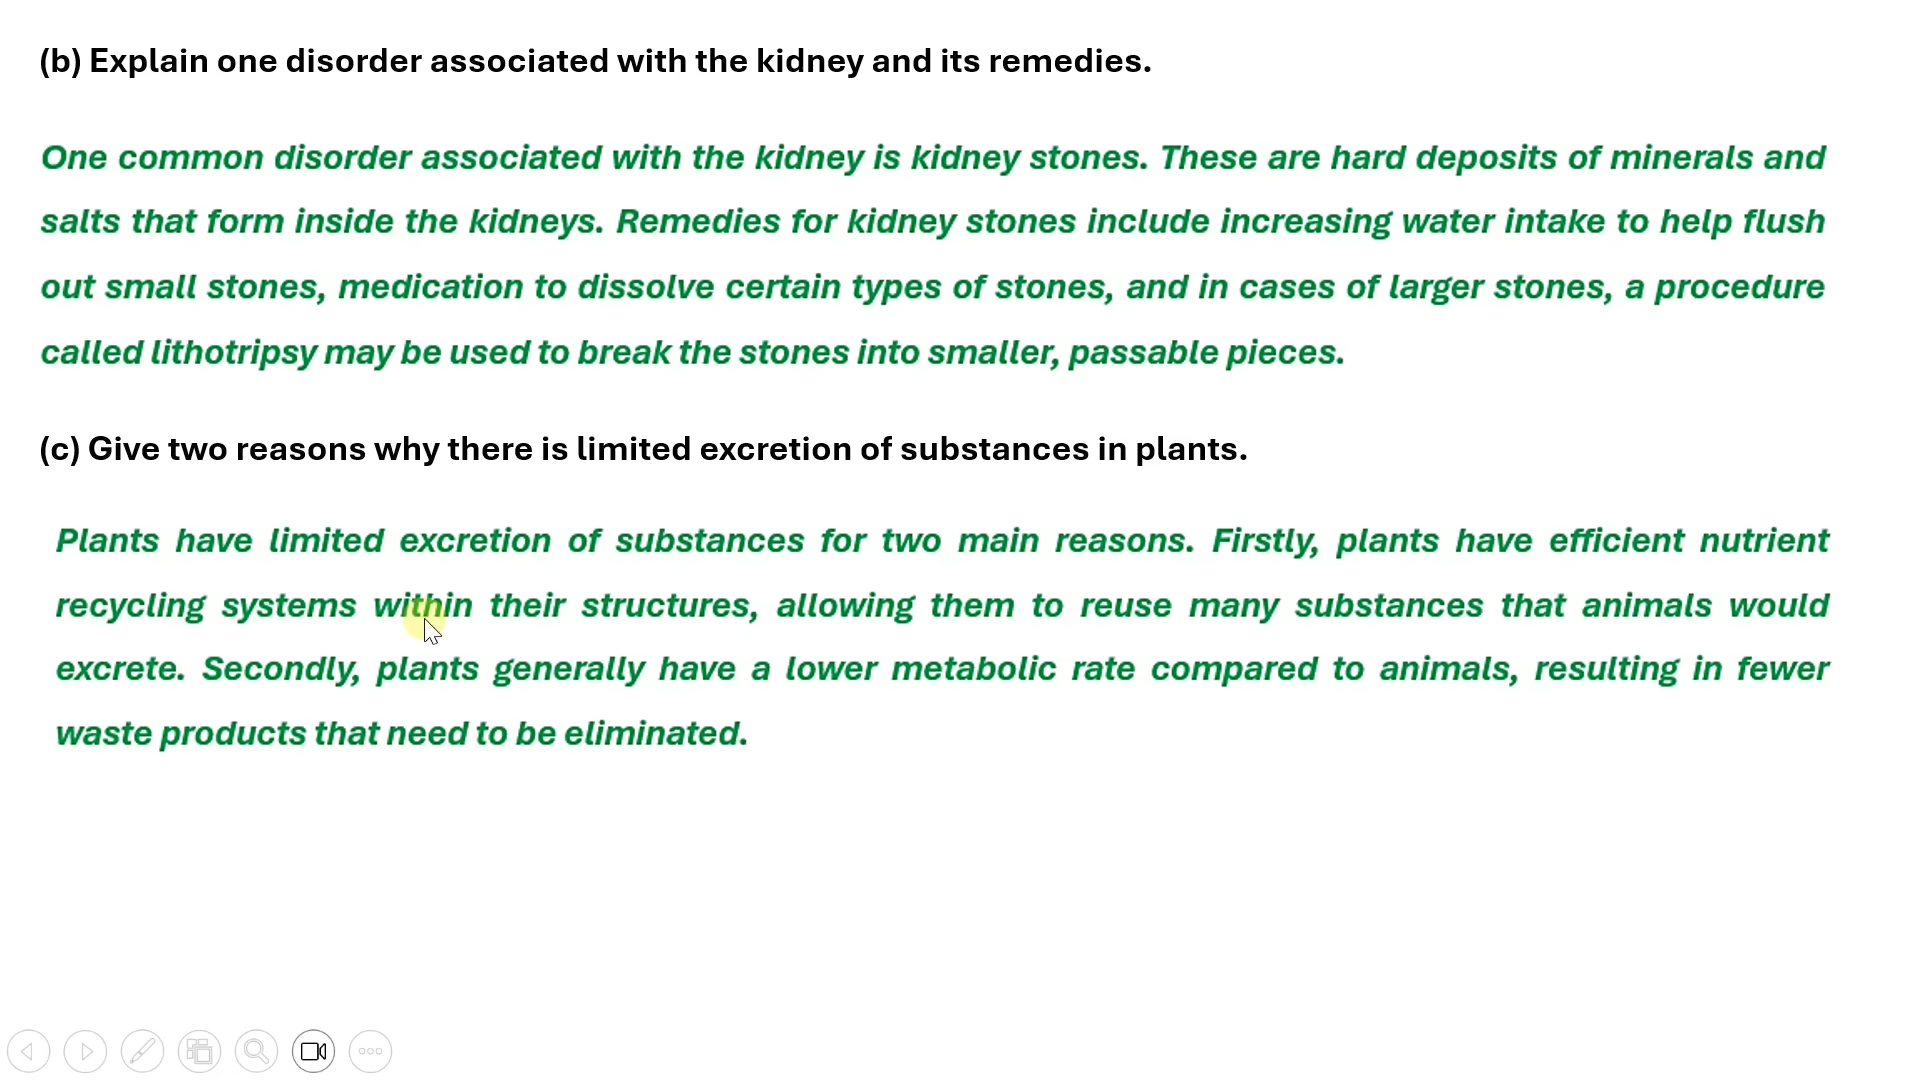 (b) Explain one disorder associated with the kidney and its remedies.
One common disorder associated with the kidney is kidney stones. These are hard deposits of minerals and
salts that form inside the kidneys. Remedies for kidney stones include increasing water intake to help flush
out small stones, medication to dissolve certain types of stones, and in cases of larger stones, a procedure
called lithotripsy may be used to break the stones into smaller, passable pieces.
(c) Give two reasons why there is limited excretion of substances in plants.
Plants have limited excretion of substances for two main reasons. Firstly, plants have efficient nutrient
recycling systems within their structures, allowing them to reuse many substances that animals would
excrete. Secondly, plants generally have a lower metabolic rate compared to animals, resulting in fewer
waste products that need to be eliminated.